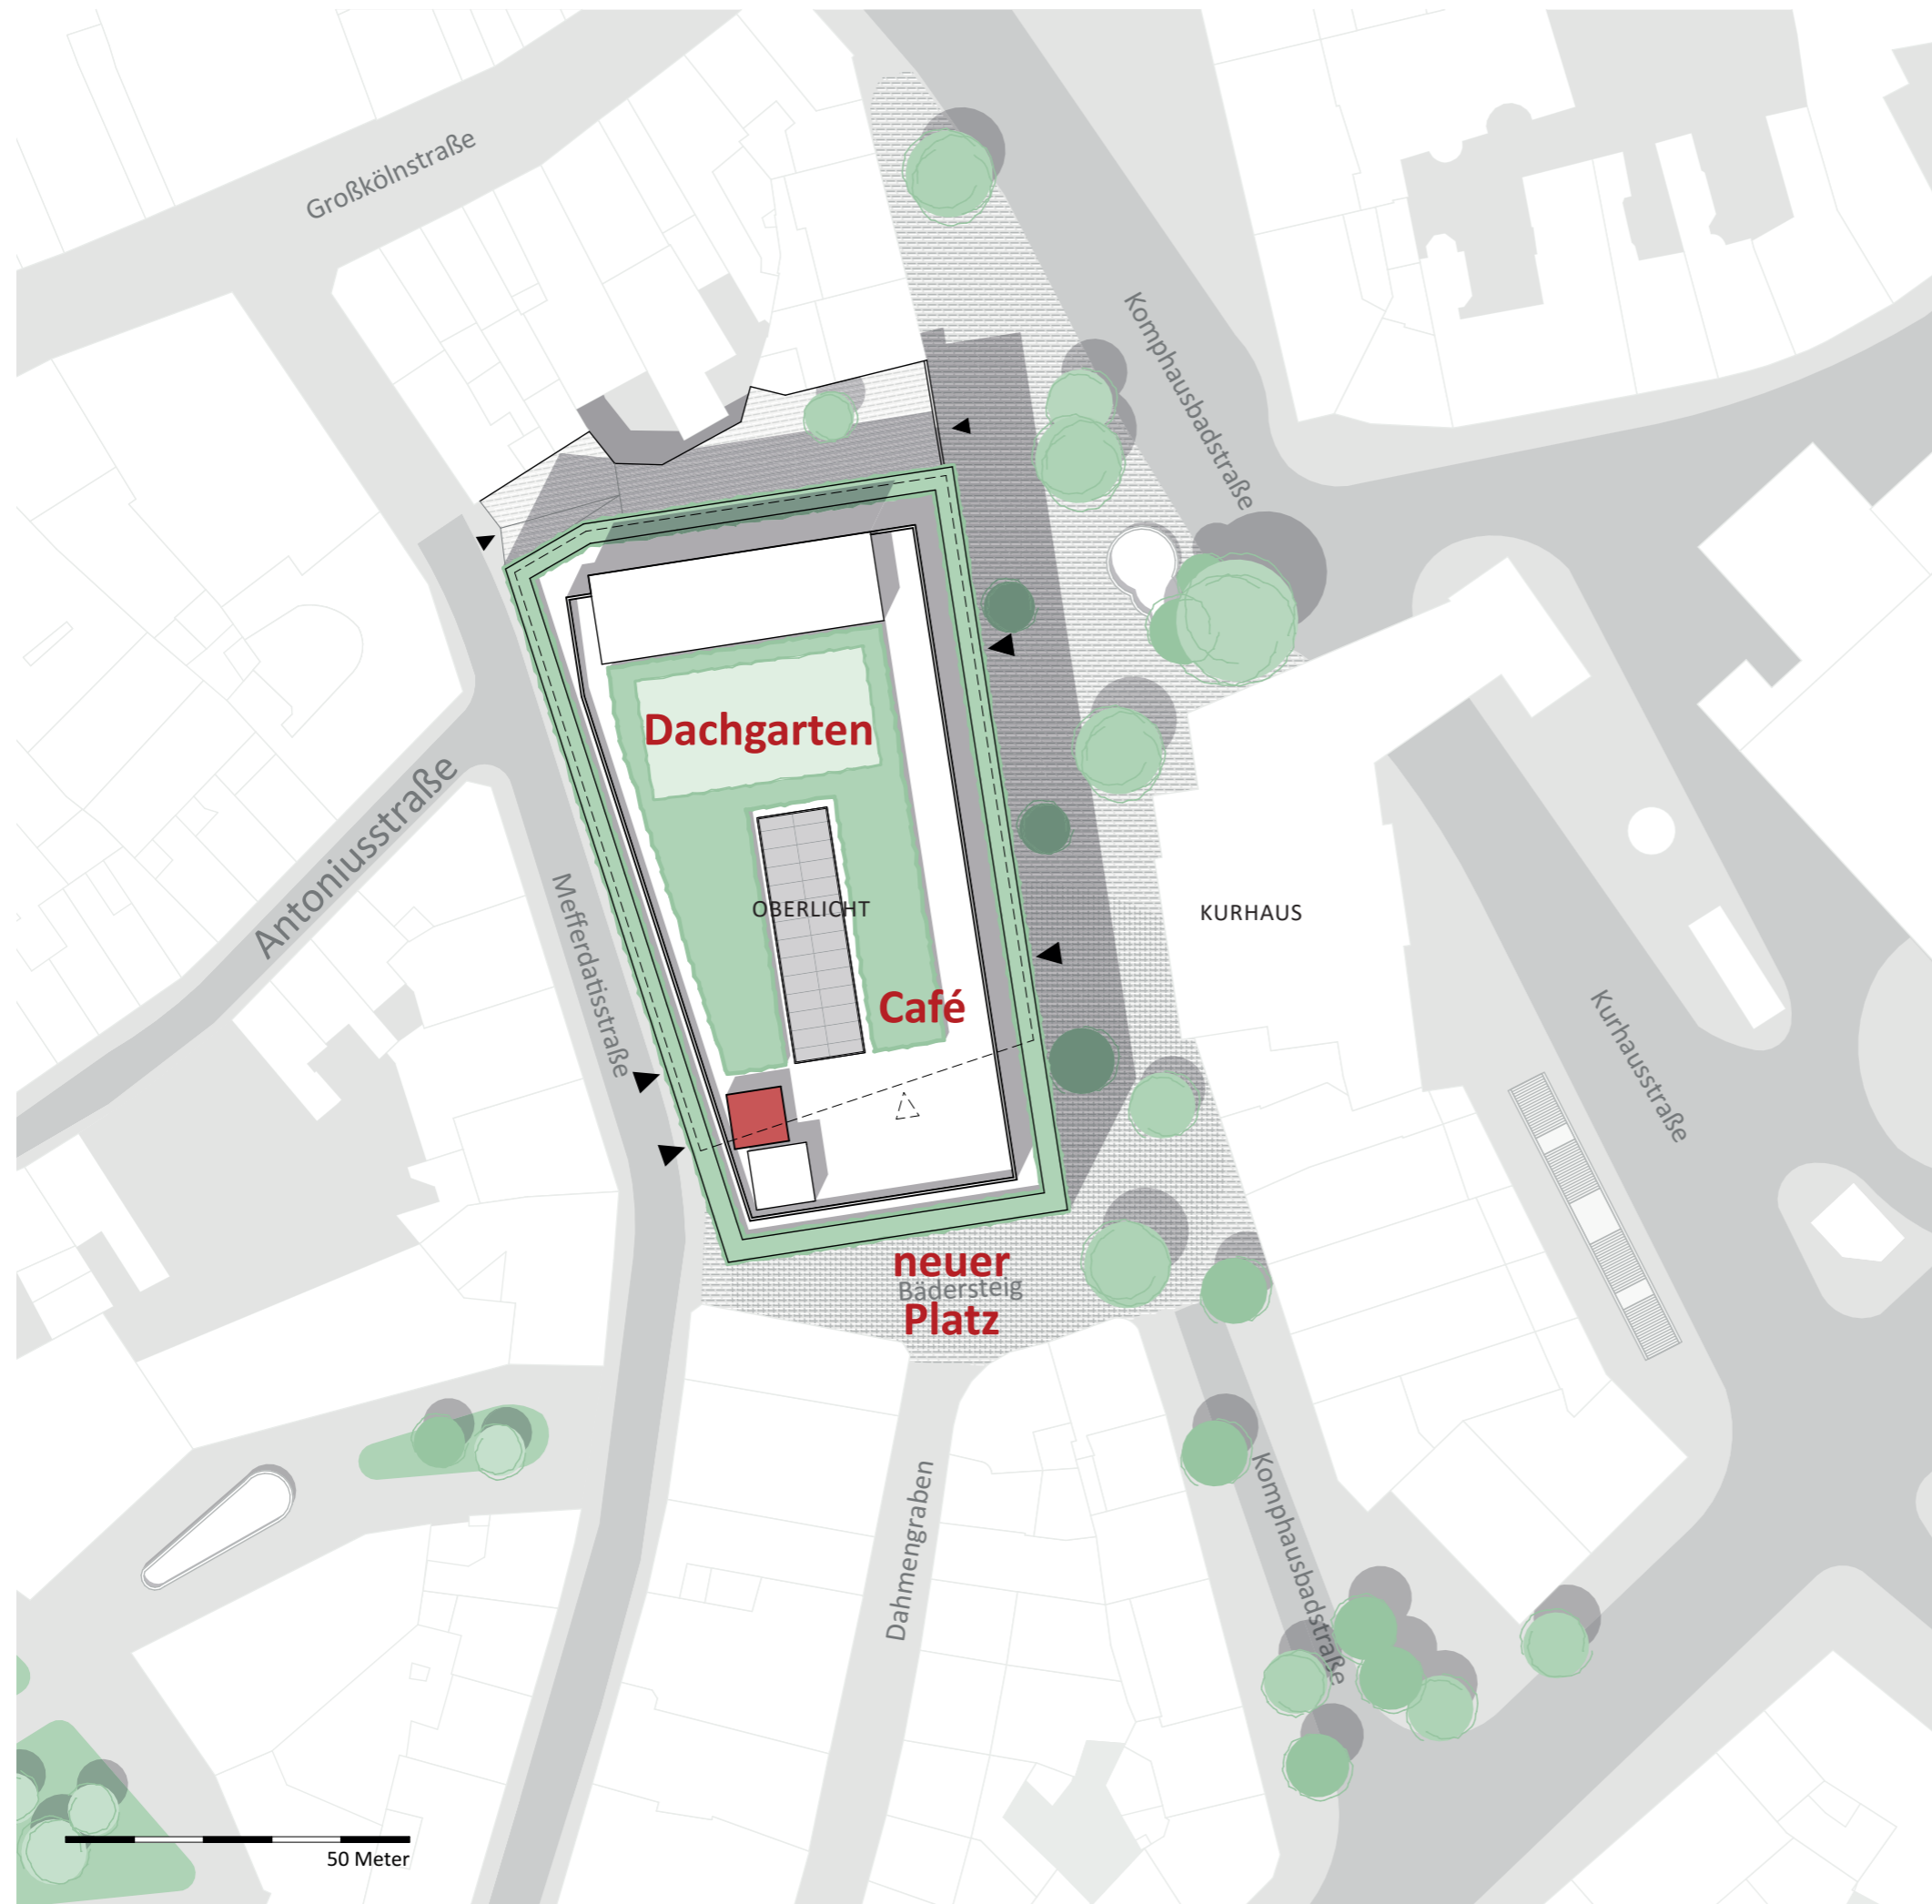 Großkölnstraße
Komphausbadstraße
Dachgarten
Antoniusstraße
Mefferdatisstraße
OBERLICHT
KURHAUS
Café
Kurhausstraße
neuer
Bädersteig
Platz
Dahmengraben
Komphausbadstraße
50 Meter